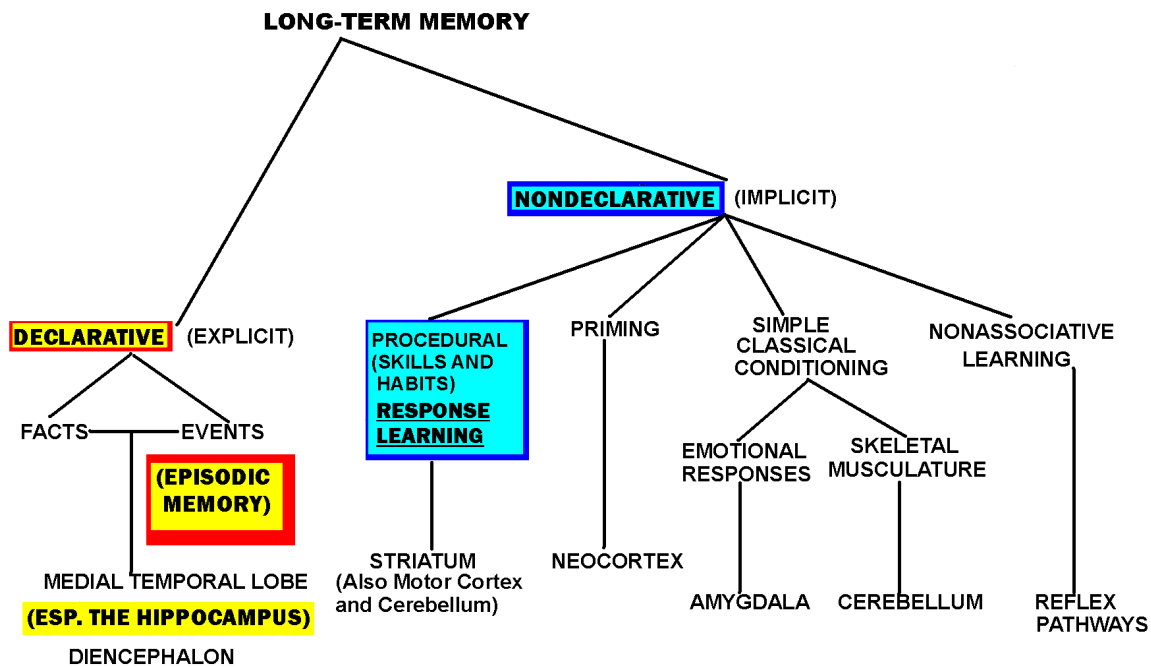 LONG-TERM MEMORY
NONDECLARATIVE (IMPLICIT)
DECLARATIVE (EXPLICIT)
FACTS EVENTS
(EPISODIC
MEMORY)
MEDIAL TEMPORAL LOBE
(ESP. THE HIPPOCAMPUS)
DIENCEPHALON
PROCEDURAL
(SKILLS AND
HABITS)
RESPONSE
LEARNING
STRIATUM
(Also Motor Cortex
and Cerebellum)
PRIMING
NEOCORTEX
SIMPLE
CLASSICAL
CONDITIONING
EMOTIONAL
RESPONSES
AMYGDALA
SKELETAL
MUSCULATURE
CEREBELLUM
NONASSOCIATIVE
LEARNING
REFLEX
PATHWAYS